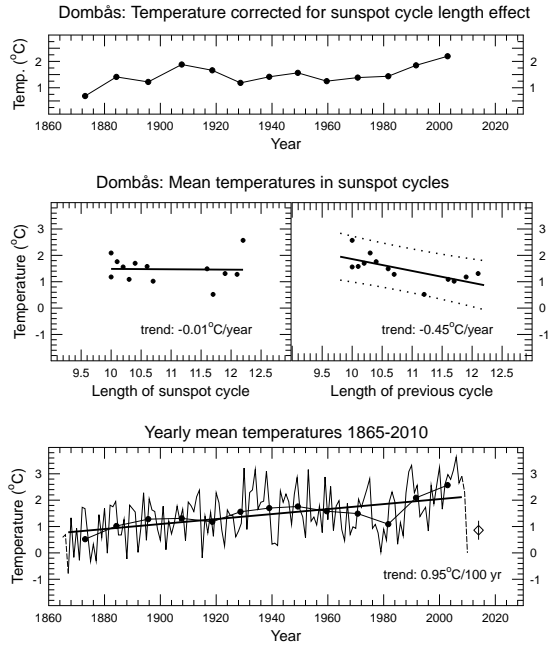 Dombås: Temperature corrected for sunspot cycle length effect
Temp. (°C)
2
1
2
1
1860 1880 1900 1920 1940 1960 1980 2000 2020
Year
Dombås: Mean temperatures in sunspot cycles
Temperature (°C)
3
2
1
0
-1
3
2
1
0
-1
trend: -0.01°C/year
trend: -0.45°C/year
9.5 10 10.5 11 11.5 12 12.5
9.5 10 10.5 11 11.5 12 12.5
Length of sunspot cycle
Length of previous cycle
Yearly mean temperatures 1865-2010
Temperature (°C)
3
2
1
0
-1
3
2
1
0
-1
trend: 0.95°C/100 yr
1860 1880 1900 1920 1940 1960 1980 2000 2020
Year